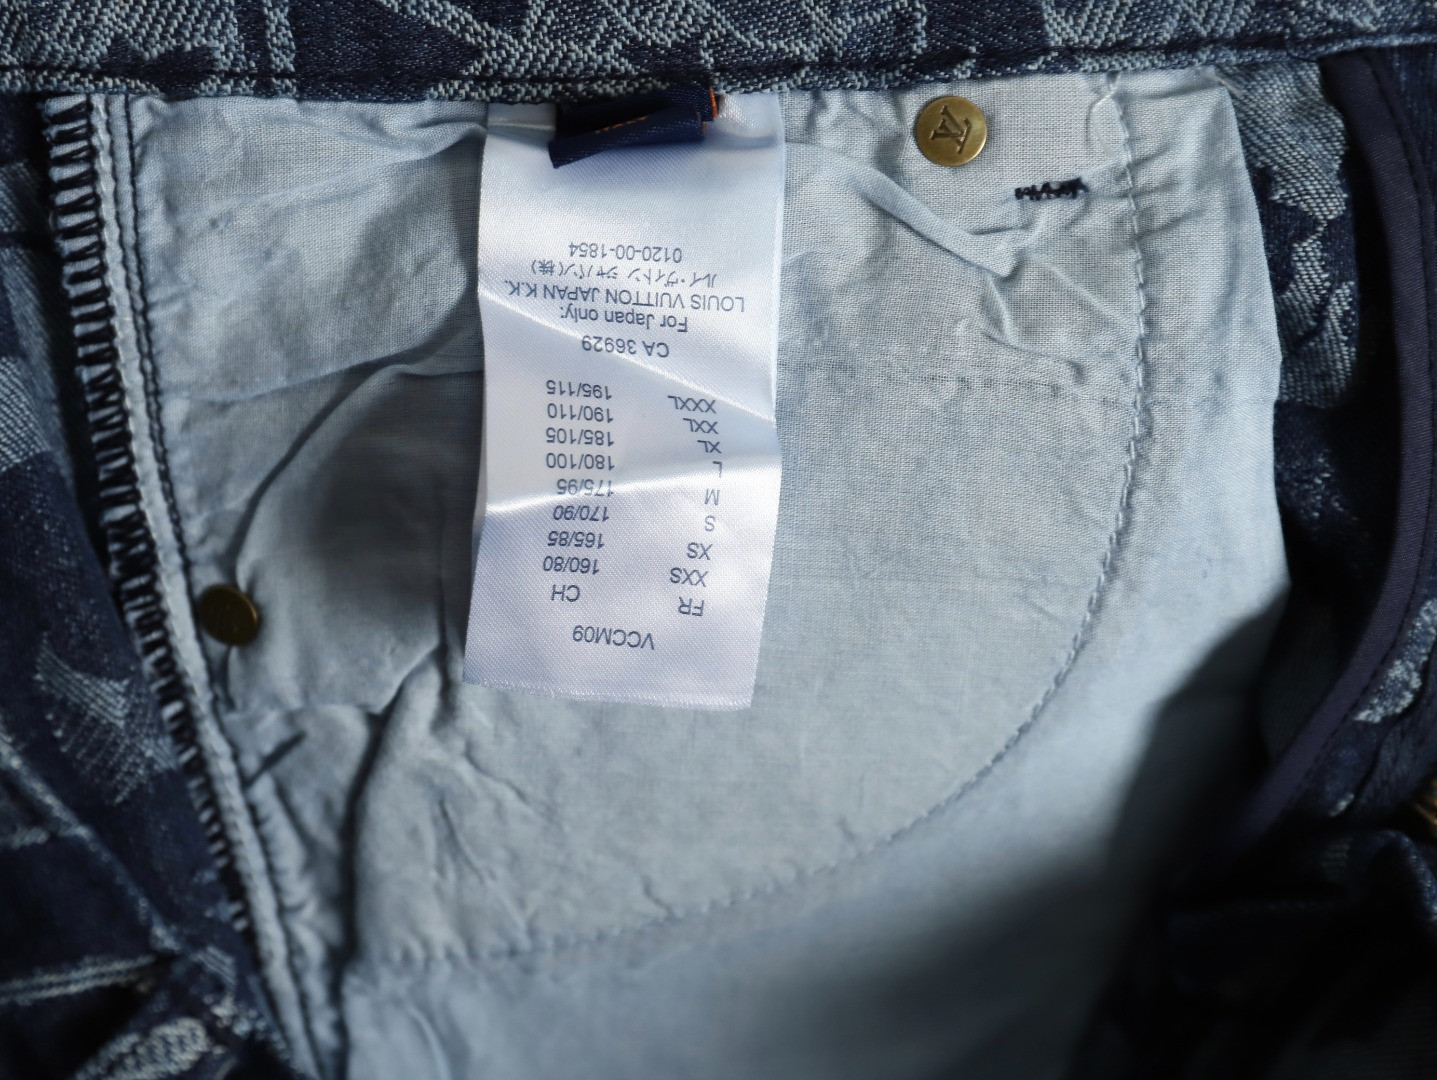 VCCM09
FR CH
XXS 160/80
XS 165/85
S 170/90
M 175/95
L 180/100
XL 185/105
XXL 190/110
XXXL 195/115
CA 36929
For Japan only:
LOUIS VUITTON JAPAN K.K.
ルイ・ヴィトン ジャパン(株)
0120-00-1854
LV